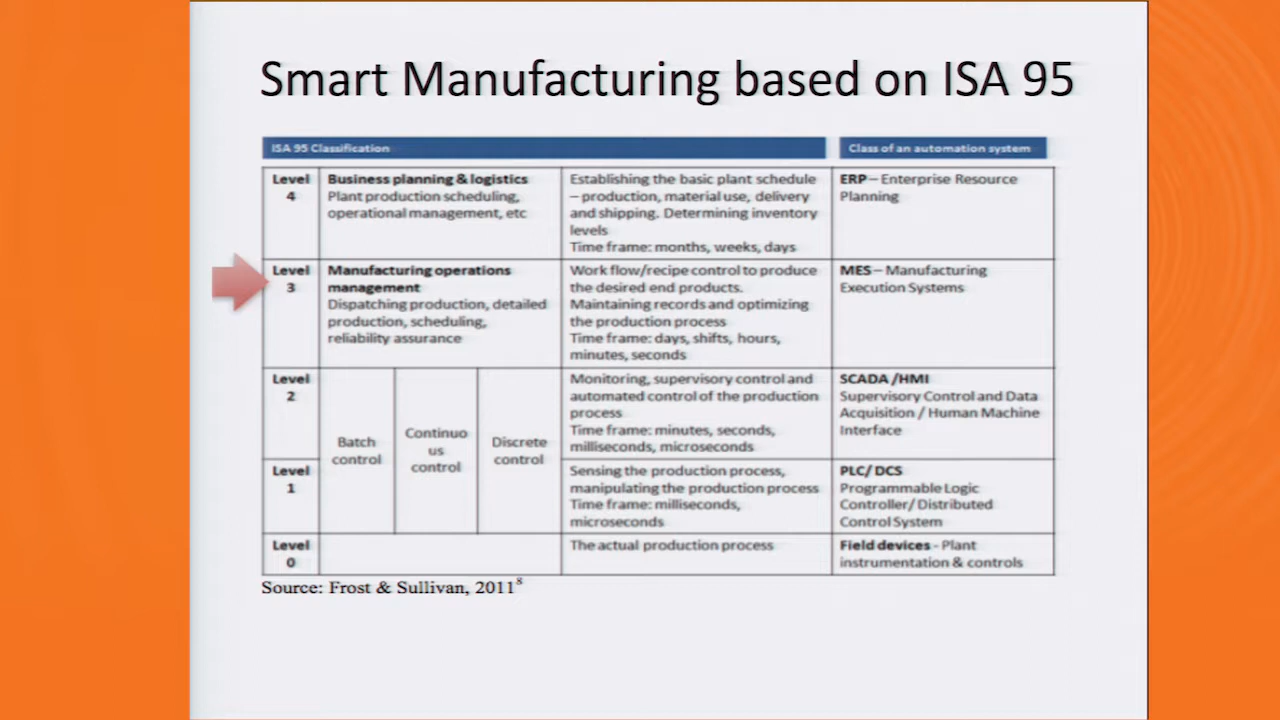 Smart Manufacturing based on ISA 95
ISA 95 Classification
Class of an automation system
Level
4
Business planning & logistics
Plant production scheduling,
operational management, etc
Establishing the basic plant schedule
– production, material use, delivery
and shipping. Determining inventory
levels
Time frame: months, weeks, days
ERP – Enterprise Resource
Planning
Level
3
Manufacturing operations
management
Dispatching production, detailed
production, scheduling,
reliability assurance
Work flow/recipe control to produce
the desired end products.
Maintaining records and optimizing
the production process
Time frame: days, shifts, hours,
minutes, seconds
MES – Manufacturing
Execution Systems
Level
2
Batch
control
Continuo
us
control
Discrete
control
Monitoring, supervisory control and
automated control of the production
process
Time frame: minutes, seconds,
milliseconds, microseconds
SCADA /HMI
Supervisory Control and Data
Acquisition / Human Machine
Interface
Level
1
Sensing the production process,
manipulating the production process
Time frame: milliseconds,
microseconds
PLC/ DCS
Programmable Logic
Controller/ Distributed
Control System
Level
0
The actual production process
Field devices - Plant
instrumentation & controls
Source: Frost & Sullivan, 2011⁸